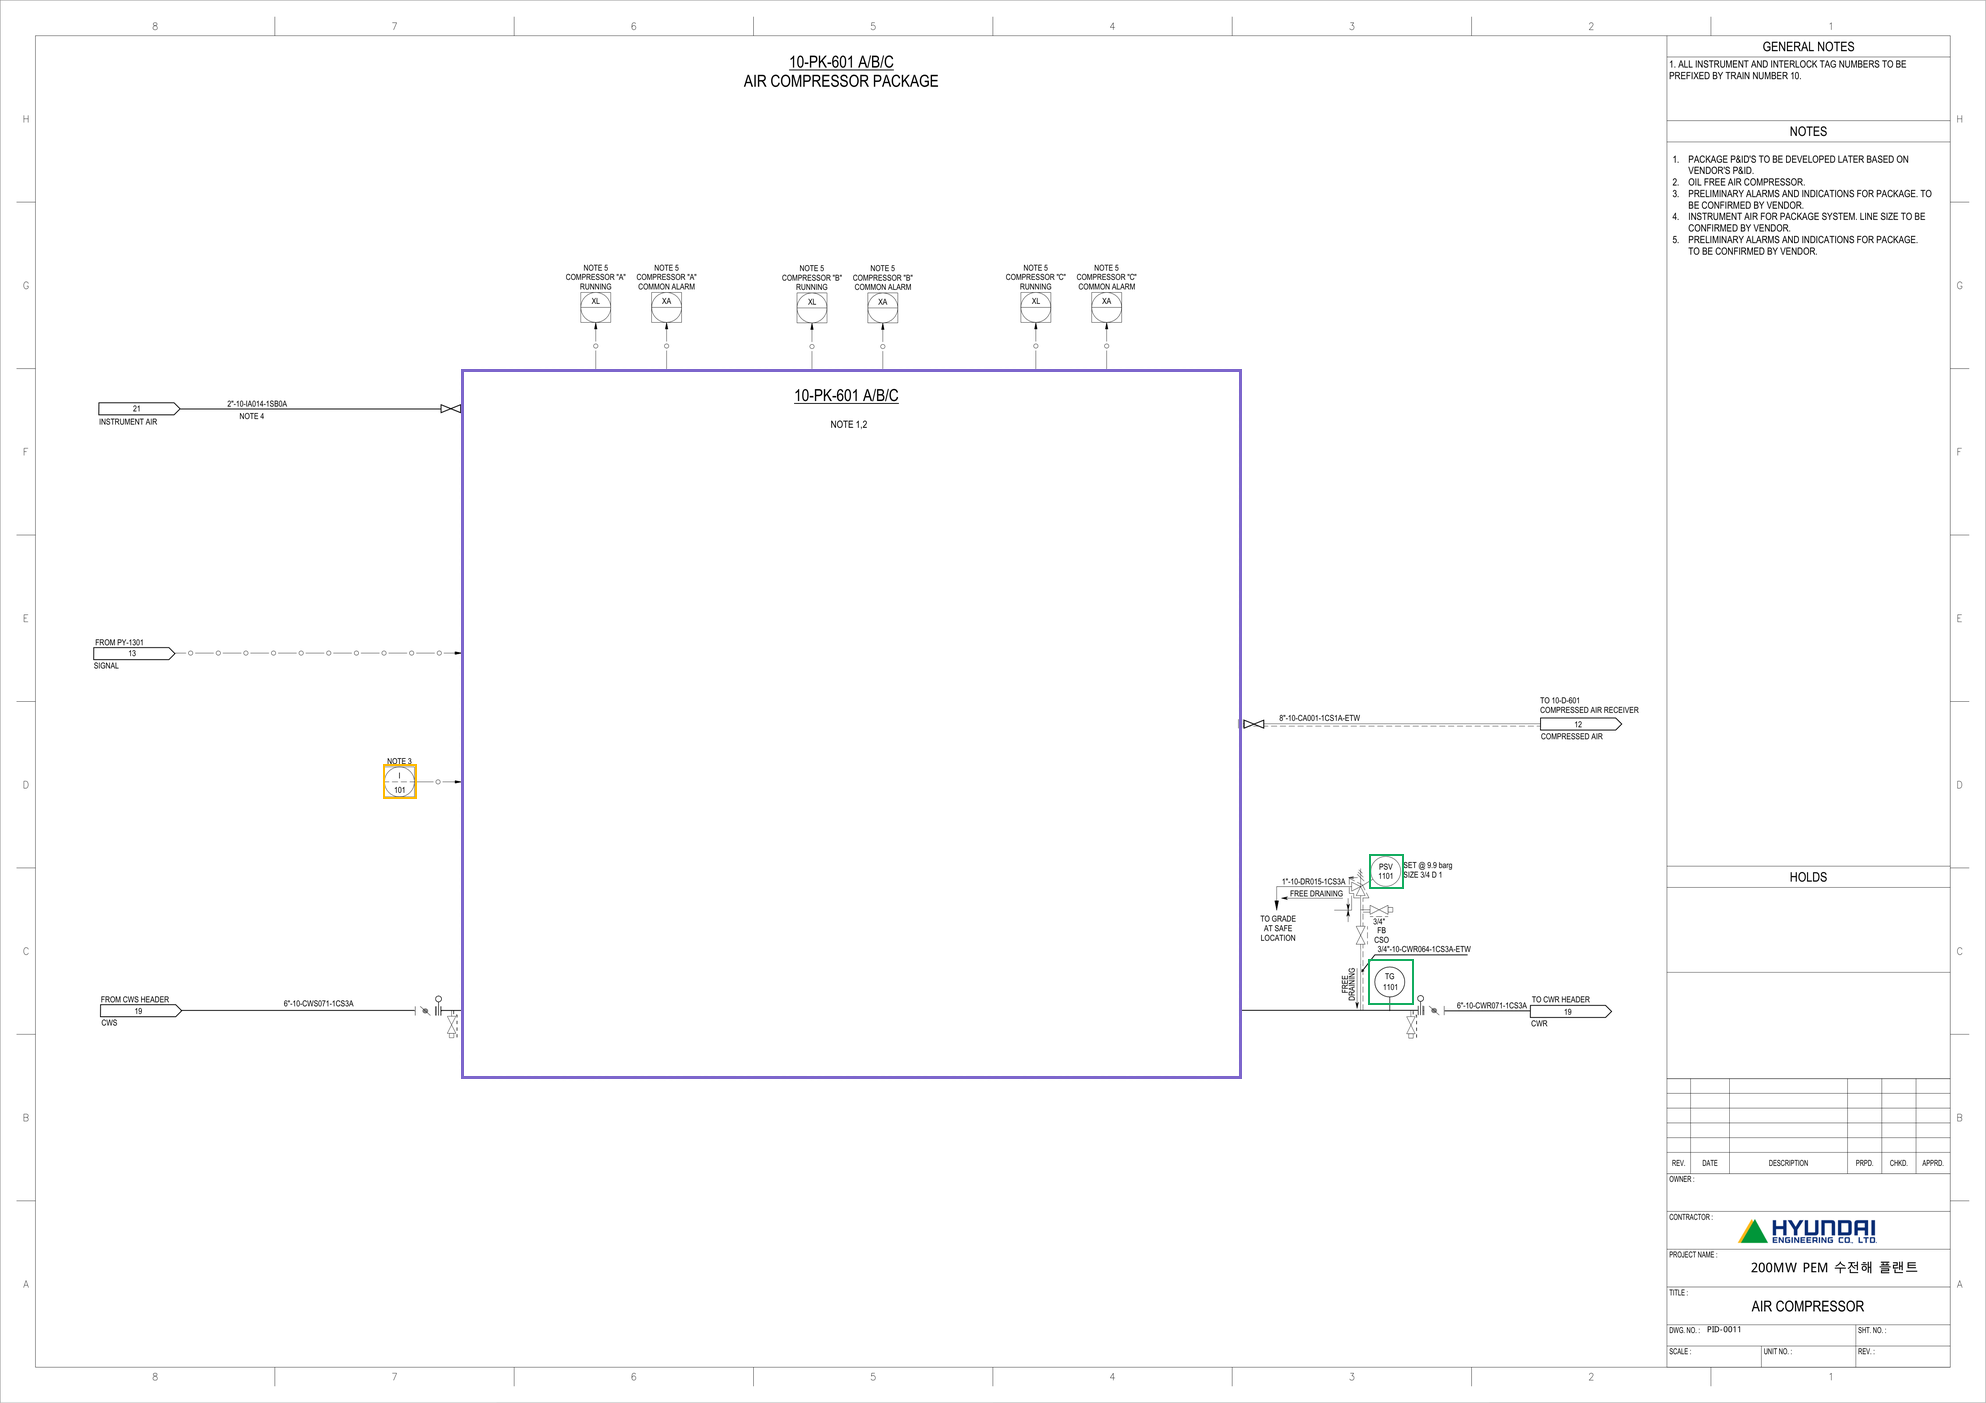 8 7 6 5 4 3 2 1
10-PK-601 A/B/C
AIR COMPRESSOR PACKAGE
GENERAL NOTES
1. ALL INSTRUMENT AND INTERLOCK TAG NUMBERS TO BE
PREFIXED BY TRAIN NUMBER 10.
NOTES
1. PACKAGE P&ID'S TO BE DEVELOPED LATER BASED ON
VENDOR'S P&ID.
2. OIL FREE AIR COMPRESSOR.
3. PRELIMINARY ALARMS AND INDICATIONS FOR PACKAGE. TO
BE CONFIRMED BY VENDOR.
4. INSTRUMENT AIR FOR PACKAGE SYSTEM. LINE SIZE TO BE
CONFIRMED BY VENDOR.
5. PRELIMINARY ALARMS AND INDICATIONS FOR PACKAGE.
TO BE CONFIRMED BY VENDOR.
H H
G G
F F
E E
D D
C C
B B
A A
NOTE 5
COMPRESSOR "A"
RUNNING
XL
NOTE 5
COMPRESSOR "A"
COMMON ALARM
XA
NOTE 5
COMPRESSOR "B"
RUNNING
XL
NOTE 5
COMPRESSOR "B"
COMMON ALARM
XA
NOTE 5
COMPRESSOR "C"
RUNNING
XL
NOTE 5
COMPRESSOR "C"
COMMON ALARM
XA
10-PK-601 A/B/C
NOTE 1,2
21
INSTRUMENT AIR
2"-10-IA014-1SB0A
NOTE 4
FROM PY-1301
13
SIGNAL
NOTE 3
I
101
FROM CWS HEADER
19
CWS
6"-10-CWS071-1CS3A
8"-10-CA001-1CS1A-ETW
TO 10-D-601
COMPRESSED AIR RECEIVER
12
COMPRESSED AIR
PSV
1101
SET @ 9.9 barg
SIZE 3/4 D 1
1"-10-DR015-1CS3A
FREE DRAINING
TO GRADE
AT SAFE
LOCATION
3/4"
FB
CSO
3/4"-10-CWR064-1CS3A-ETW
FREE
DRAINING
TG
1101
6"-10-CWR071-1CS3A
TO CWR HEADER
19
CWR
HOLDS
REV. DATE DESCRIPTION PRPD. CHKD. APPRD.
OWNER :
CONTRACTOR :
HYUNDAI
ENGINEERING CO. LTD.
PROJECT NAME :
200MW PEM 수전해 플랜트
TITLE :
AIR COMPRESSOR
DWG. NO. : PID-0011
SHT. NO. :
SCALE :
UNIT NO. :
REV. :
8 7 6 5 4 3 2 1